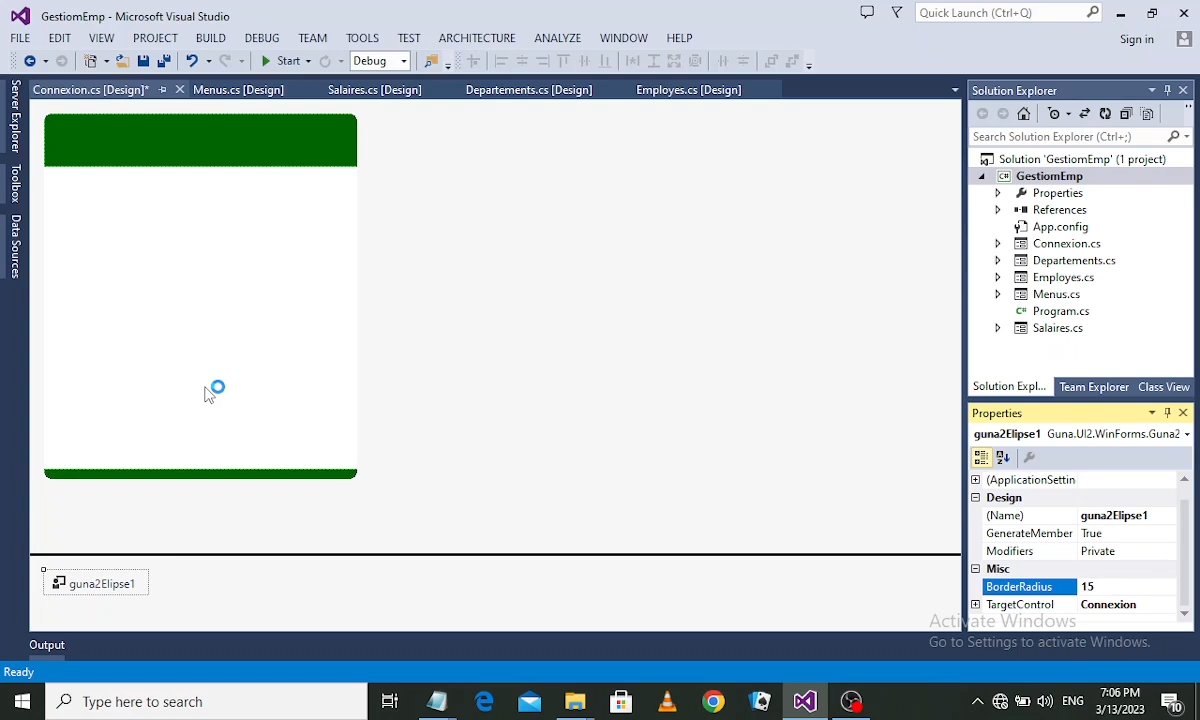 GestiomEmp - Microsoft Visual Studio
Quick Launch (Ctrl+Q)
FILE EDIT VIEW PROJECT BUILD DEBUG TEAM TOOLS TEST ARCHITECTURE ANALYZE WINDOW HELP
Sign in
Start Debug
Connexion.cs [Design]* Menus.cs [Design] Salaires.cs [Design] Departements.cs [Design] Employes.cs [Design]
Server Explorer
Toolbox
Data Sources
Solution Explorer
Search Solution Explorer (Ctrl+;)
Solution 'GestiomEmp' (1 project)
GestiomEmp
Properties
References
App.config
Connexion.cs
Departements.cs
Employes.cs
Menus.cs
Program.cs
Salaires.cs
Solution Expl... Team Explorer Class View
Properties
guna2Elipse1 Guna.UI2.WinForms.Guna2
(ApplicationSettin
Design
(Name) guna2Elipse1
GenerateMember True
Modifiers Private
Misc
BorderRadius 15
TargetControl Connexion
guna2Elipse1
Activate Windows
Go to Settings to activate Windows.
Output
Ready
Type here to search
ENG
7:06 PM
3/13/2023
10